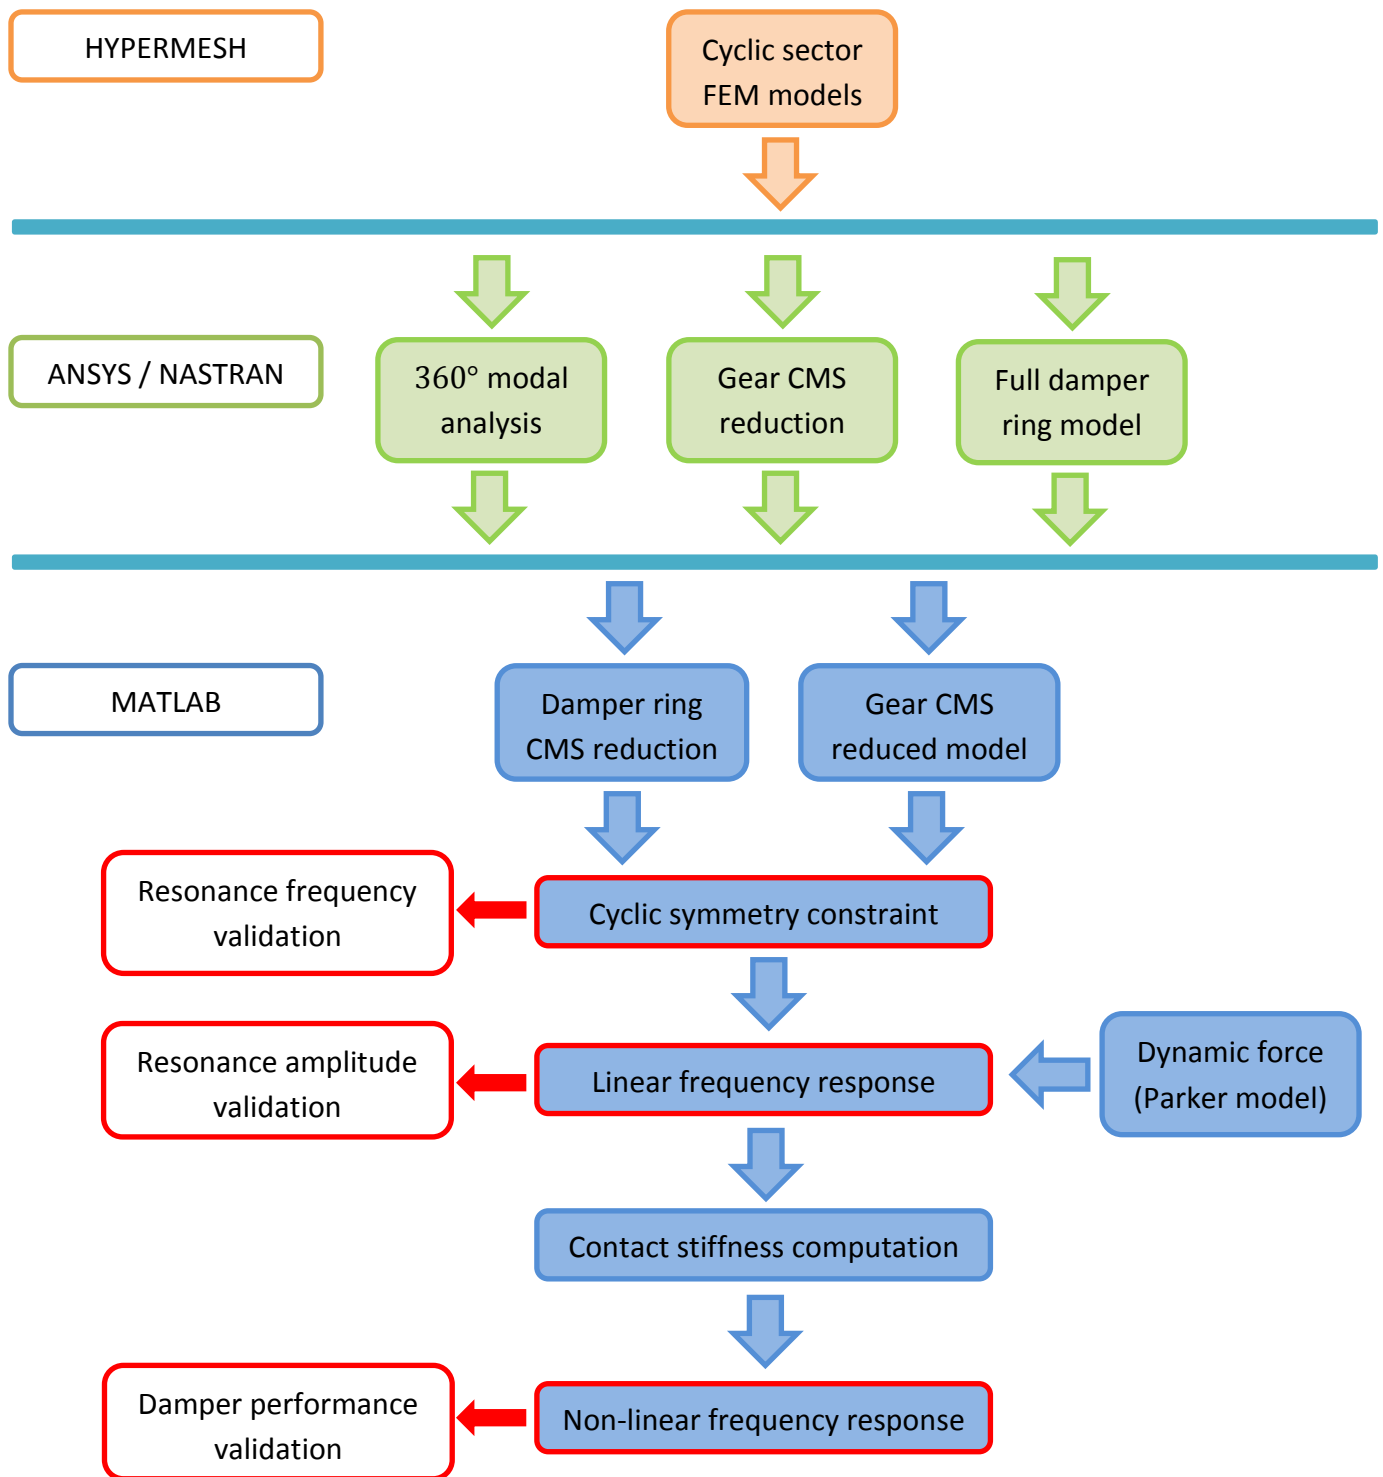 HYPERMESH
Cyclic sector
FEM models
ANSYS / NASTRAN
360° modal
analysis
Gear CMS
reduction
Full damper
ring model
MATLAB
Damper ring
CMS reduction
Gear CMS
reduced model
Resonance frequency
validation
Cyclic symmetry constraint
Resonance amplitude
validation
Linear frequency response
Dynamic force
(Parker model)
Contact stiffness computation
Damper performance
validation
Non-linear frequency response